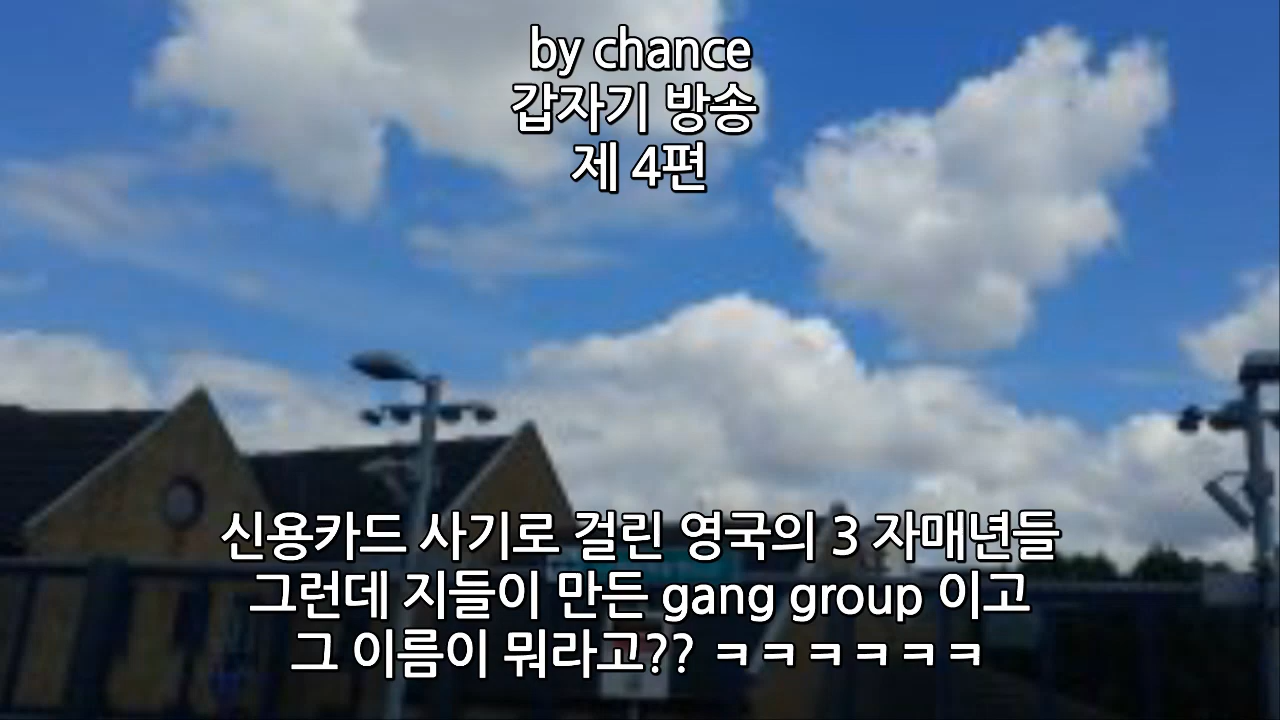 by chance
갑자기 방송
제 4편
신용카드 사기로 걸린 영국의 3 자매년들
그런데 지들이 만든 gang group 이고
그 이름이 뭐라고?? ㅋㅋㅋㅋㅋㅋ